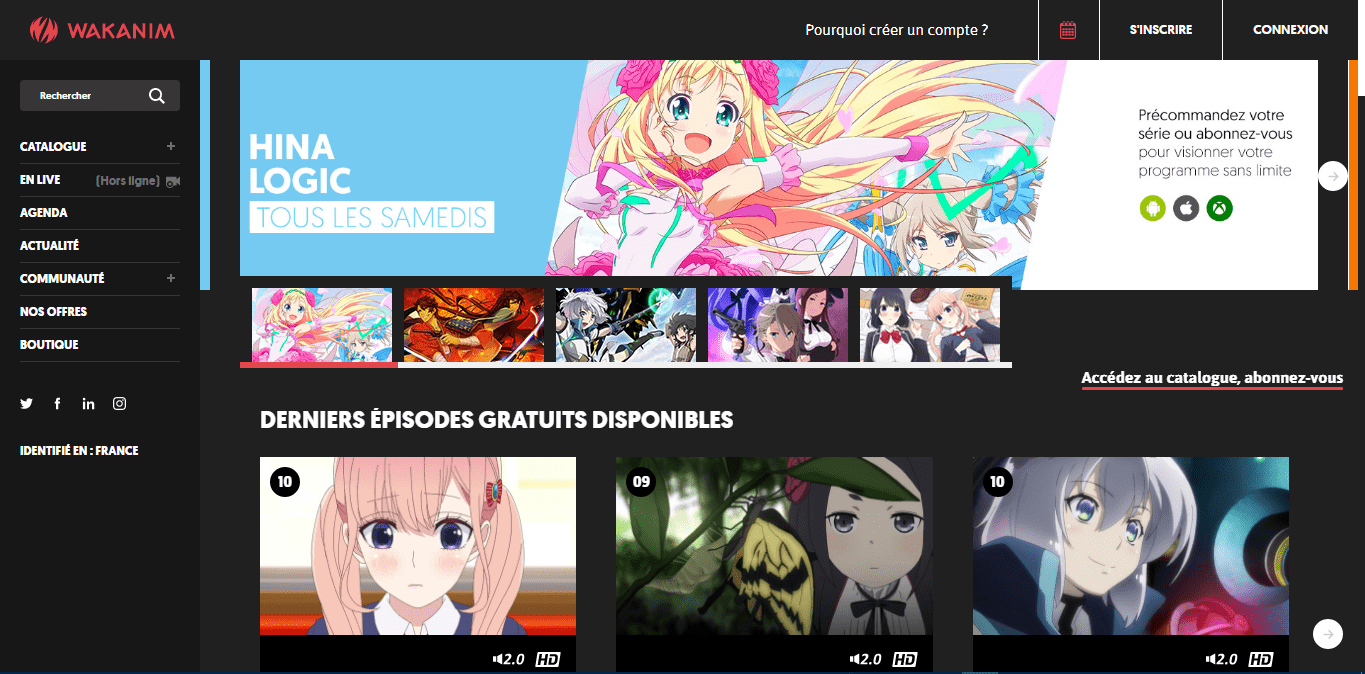 WAKANIM
Pourquoi créer un compte ?
S'INSCRIRE
CONNEXION
Rechercher
CATALOGUE +
EN LIVE (Hors ligne)
AGENDA
ACTUALITÉ
COMMUNAUTÉ +
NOS OFFRES
BOUTIQUE
IDENTIFIÉ EN : FRANCE
HINA
LOGIC
TOUS LES SAMEDIS
Précommandez votre
série ou abonnez-vous
pour visionner votre
programme sans limite
Accédez au catalogue, abonnez-vous
DERNIERS ÉPISODES GRATUITS DISPONIBLES
10
09
10
2.0 HD
2.0 HD
2.0 HD